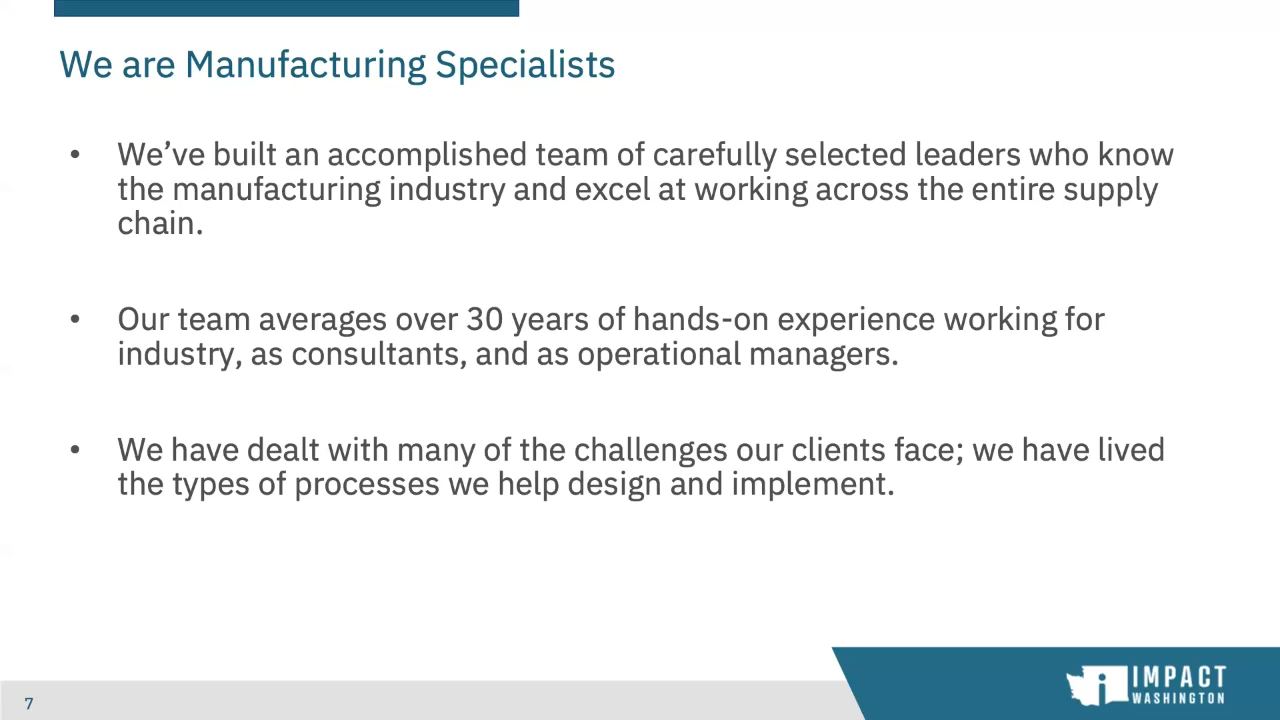 We are Manufacturing Specialists
• We’ve built an accomplished team of carefully selected leaders who know
the manufacturing industry and excel at working across the entire supply
chain.
• Our team averages over 30 years of hands-on experience working for
industry, as consultants, and as operational managers.
• We have dealt with many of the challenges our clients face; we have lived
the types of processes we help design and implement.
7
i IMPACT
WASHINGTON